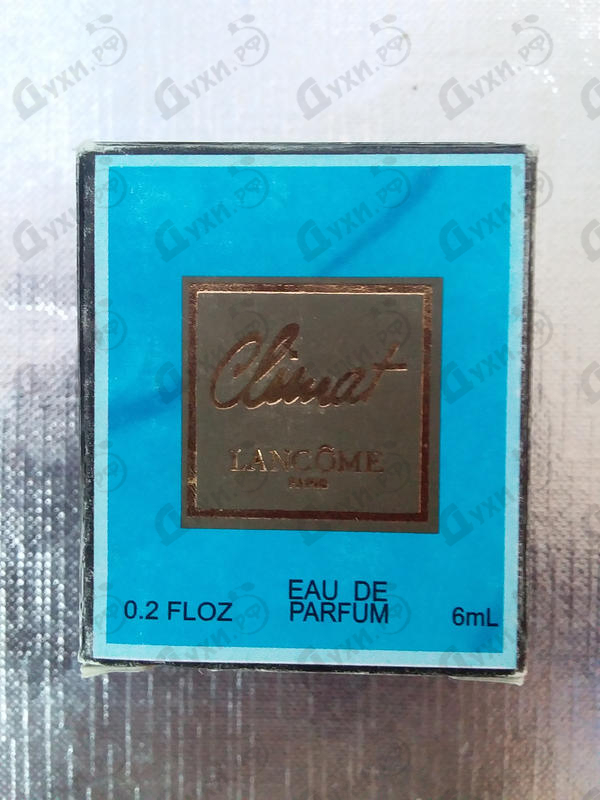 Climat
LANCÔME
PARIS
0.2 FLOZ
EAU DE
PARFUM
6mL
Духи.РФ